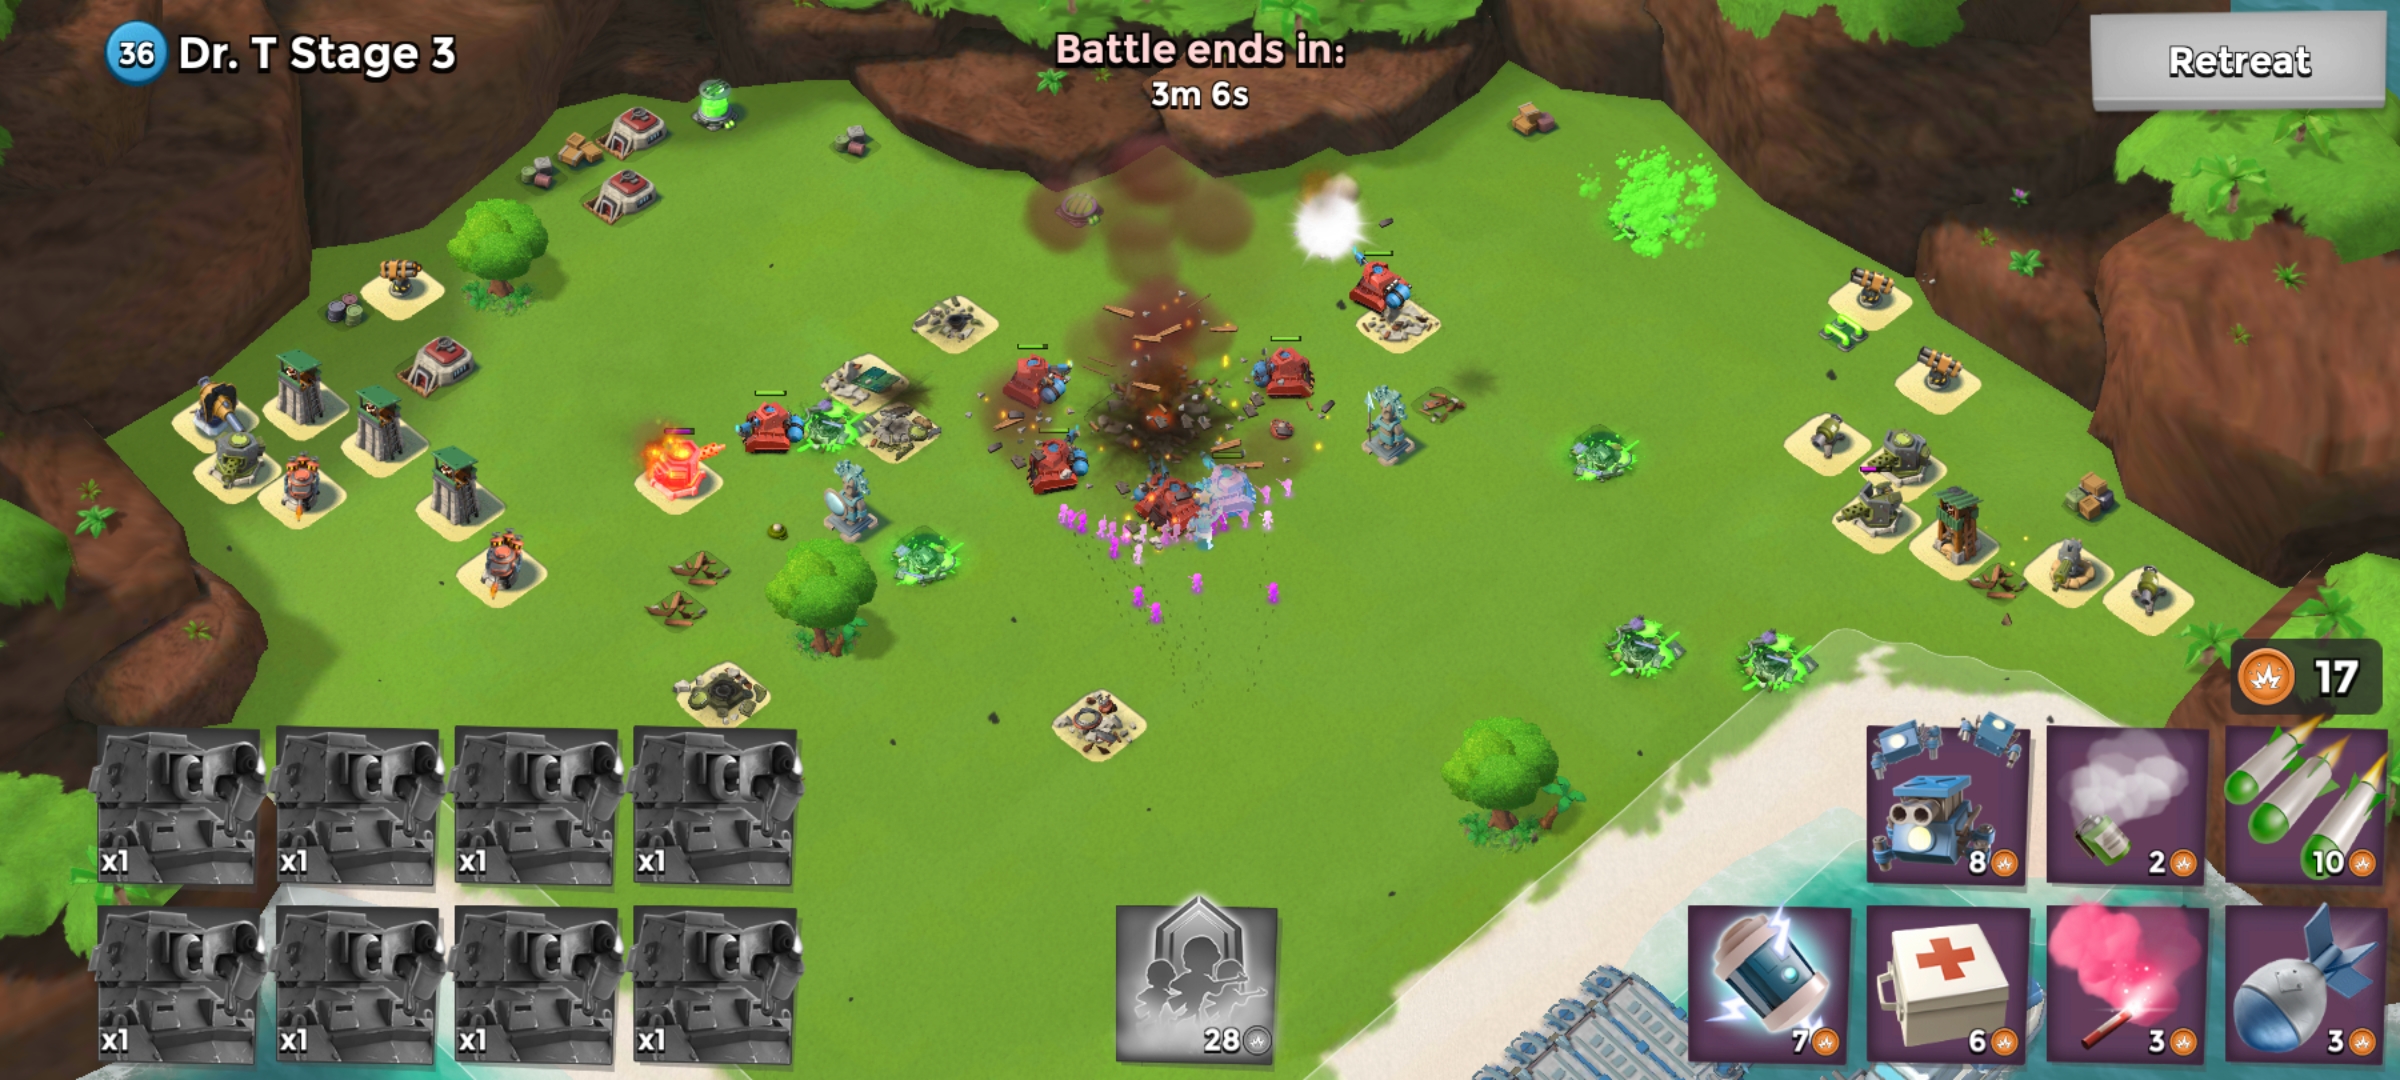 36 Dr. T Stage 3
Battle ends in:
3m 6s
Retreat
17
x1 x1 x1 x1
8 2 10
x1 x1 x1 x1
28
7 6 3 3